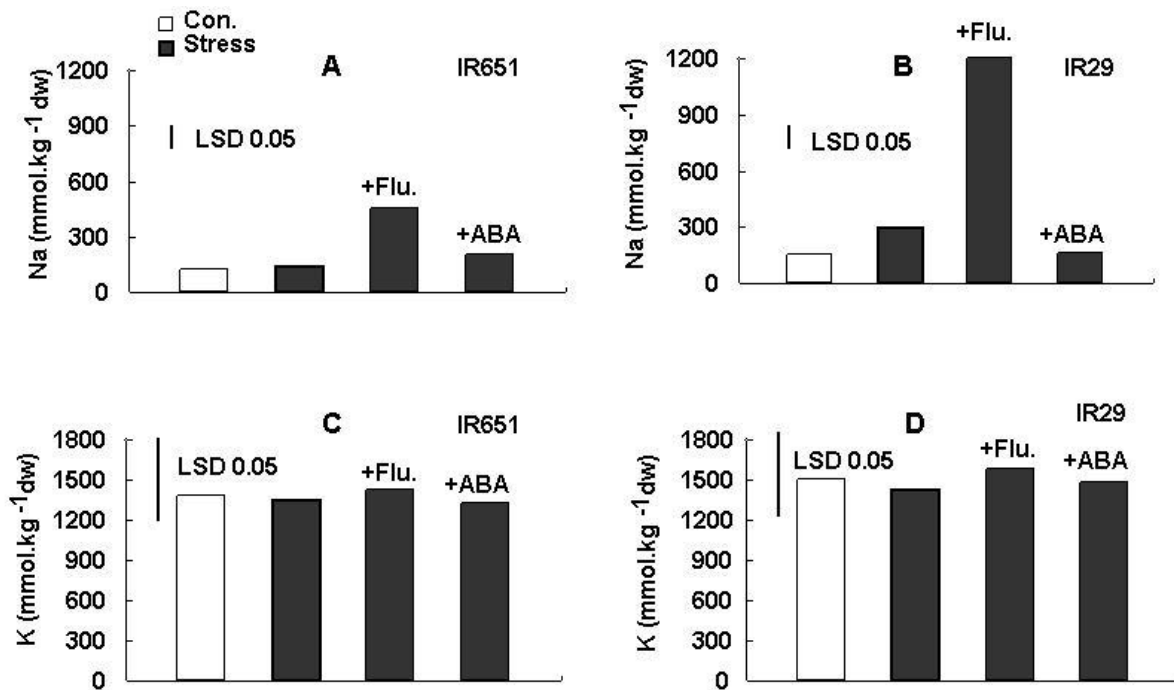 Con.
Stress
A
IR651
1200
900
600
300
0
Na (mmol.kg⁻¹dw)
LSD 0.05
+Flu.
+ABA
B
IR29
1200
900
600
300
0
Na (mmol.kg⁻¹dw)
LSD 0.05
+Flu.
+ABA
C
IR651
1800
1500
1200
900
600
300
0
K (mmol.kg⁻¹dw)
LSD 0.05
+Flu.
+ABA
D
IR29
1800
1500
1200
900
600
300
0
K (mmol.kg⁻¹dw)
LSD 0.05
+Flu.
+ABA